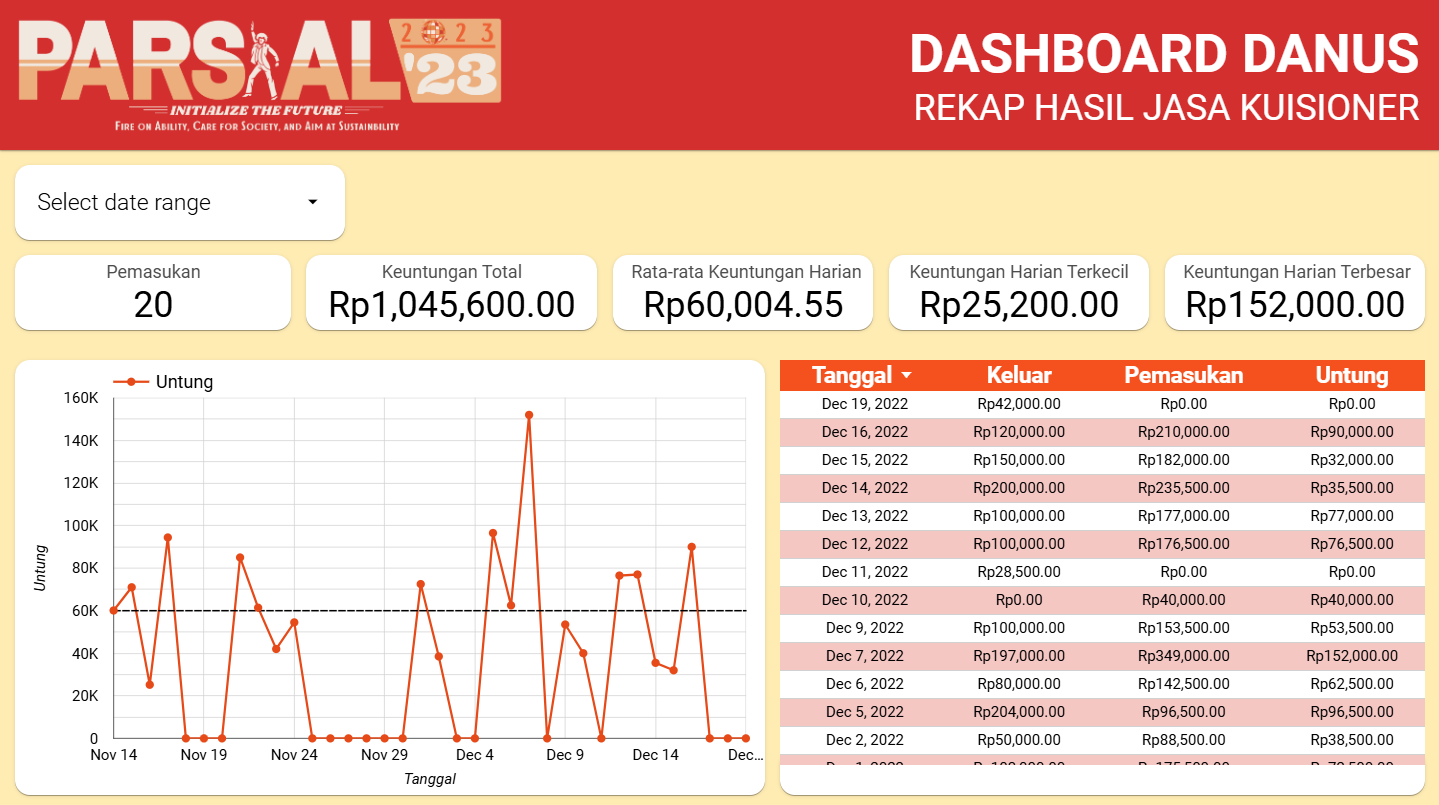 PARSIAL
2023
'23
INITIALIZE THE FUTURE
FIRE ON ABILITY, CARE FOR SOCIETY, AND AIM AT SUSTAINBILITY
DASHBOARD DANUS
REKAP HASIL JASA KUISIONER
Select date range
Pemasukan
20
Keuntungan Total
Rp1,045,600.00
Rata-rata Keuntungan Harian
Rp60,004.55
Keuntungan Harian Terkecil
Rp25,200.00
Keuntungan Harian Terbesar
Rp152,000.00
Untung
160K
140K
120K
100K
80K
60K
40K
20K
0
Untung
Nov 14 Nov 19 Nov 24 Nov 29 Dec 4 Dec 9 Dec 14 Dec...
Tanggal
Tanggal Keluar Pemasukan Untung
Dec 19, 2022 Rp42,000.00 Rp0.00 Rp0.00
Dec 16, 2022 Rp120,000.00 Rp210,000.00 Rp90,000.00
Dec 15, 2022 Rp150,000.00 Rp182,000.00 Rp32,000.00
Dec 14, 2022 Rp200,000.00 Rp235,500.00 Rp35,500.00
Dec 13, 2022 Rp100,000.00 Rp177,000.00 Rp77,000.00
Dec 12, 2022 Rp100,000.00 Rp176,500.00 Rp76,500.00
Dec 11, 2022 Rp28,500.00 Rp0.00 Rp0.00
Dec 10, 2022 Rp0.00 Rp40,000.00 Rp40,000.00
Dec 9, 2022 Rp100,000.00 Rp153,500.00 Rp53,500.00
Dec 7, 2022 Rp197,000.00 Rp349,000.00 Rp152,000.00
Dec 6, 2022 Rp80,000.00 Rp142,500.00 Rp62,500.00
Dec 5, 2022 Rp204,000.00 Rp96,500.00 Rp96,500.00
Dec 2, 2022 Rp50,000.00 Rp88,500.00 Rp38,500.00